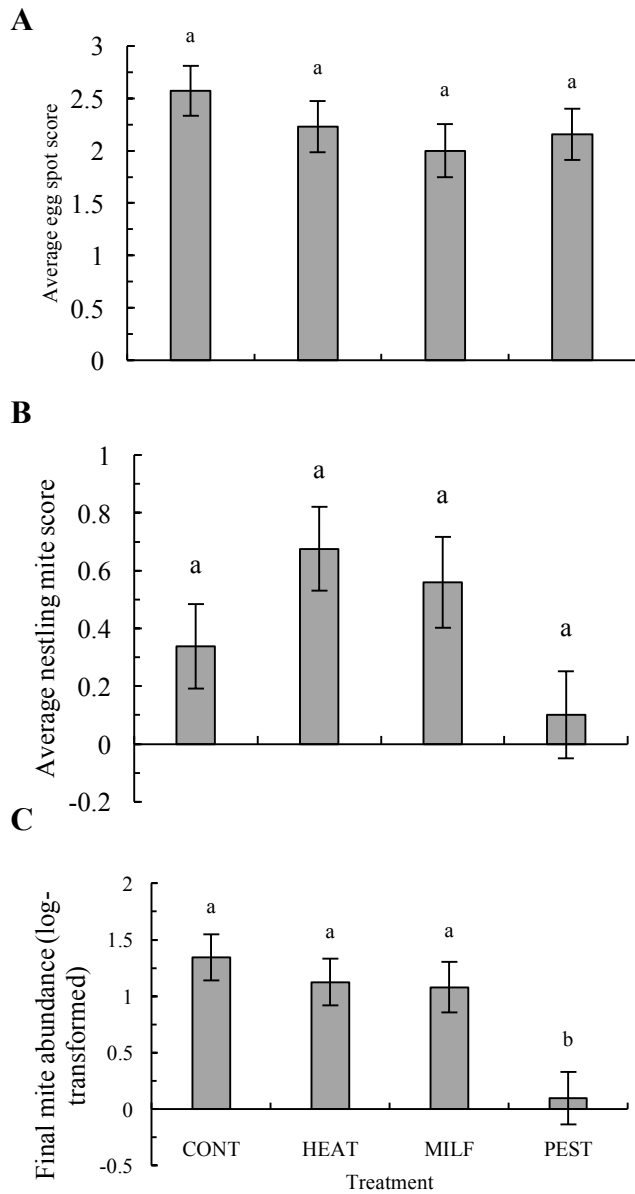 A
Average egg spot score
3
2.5
2
1.5
1
0.5
0
a
a
a
a
B
Average nestling mite score
1
0.8
0.6
0.4
0.2
0
-0.2
a
a
a
a
C
Final mite abundance (log-
transformed)
2
1.5
1
0.5
0
-0.5
a
a
a
b
CONT HEAT MILF PEST
Treatment